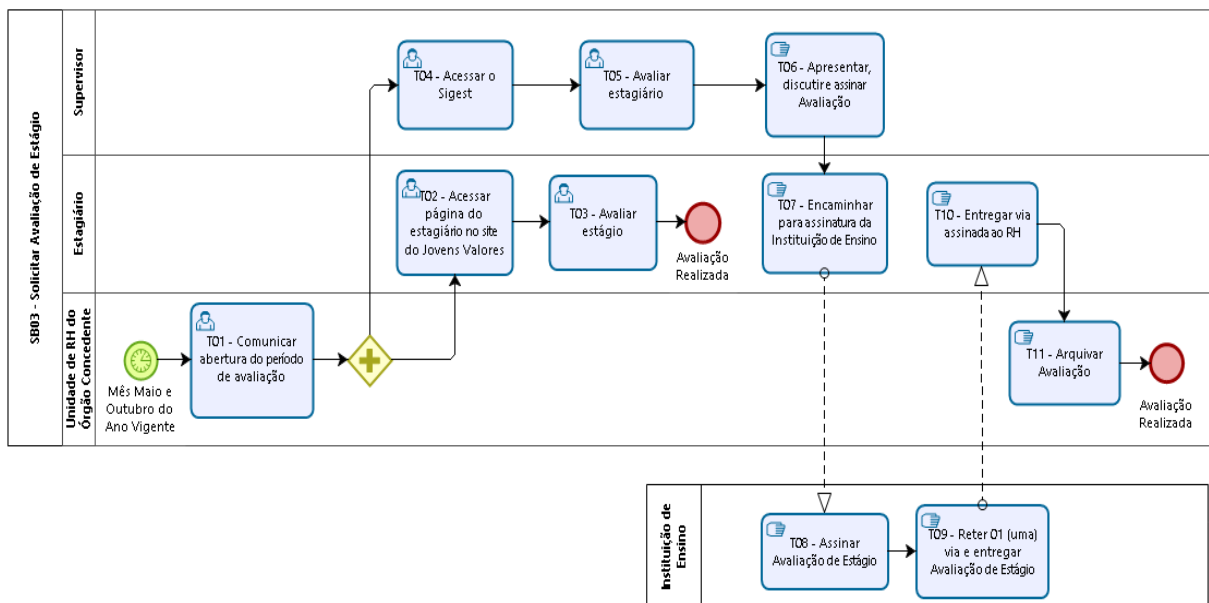 SB03 - Solicitar Avaliação de Estágio
Supervisor
T04 - Acessar o
Sigest
T05 - Avaliar
estagiário
T06 - Apresentar,
discutir e assinar
Avaliação
Estagiário
T02 - Acessar
página do
estagiário no site
do Jovens Valores
T03 - Avaliar
estágio
Avaliação
Realizada
T07 - Encaminhar
para assinatura da
Instituição de Ensino
T10 - Entregar via
assinada ao RH
Unidade de RH do
Órgão Concedente
Mês Maio e
Outubro do
Ano Vigente
T01 - Comunicar
abertura do período
de avaliação
T11 - Arquivar
Avaliação
Avaliação
Realizada
Instituição de
Ensino
T08 - Assinar
Avaliação de Estágio
T09 - Reter 01 (uma)
via e entregar
Avaliação de Estágio